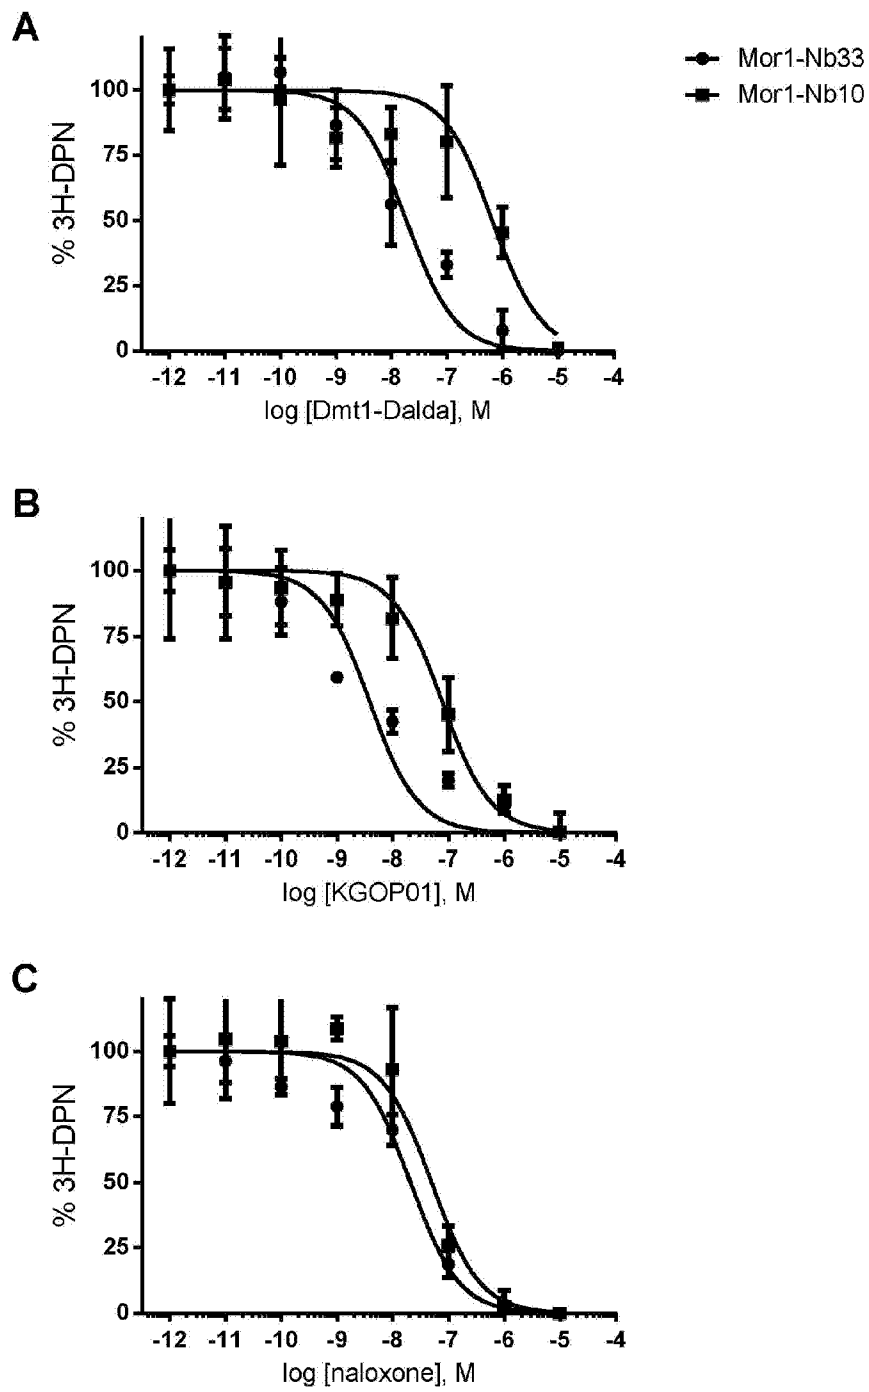 A
Mor1-Nb33
Mor1-Nb10
% 3H-DPN
100
75
50
25
0
-12 -11 -10 -9 -8 -7 -6 -5 -4
log [Dmt1-Dalda], M
B
% 3H-DPN
100
75
50
25
0
-12 -11 -10 -9 -8 -7 -6 -5 -4
log [KGOP01], M
C
% 3H-DPN
100
75
50
25
0
-12 -11 -10 -9 -8 -7 -6 -5 -4
log [naloxone], M